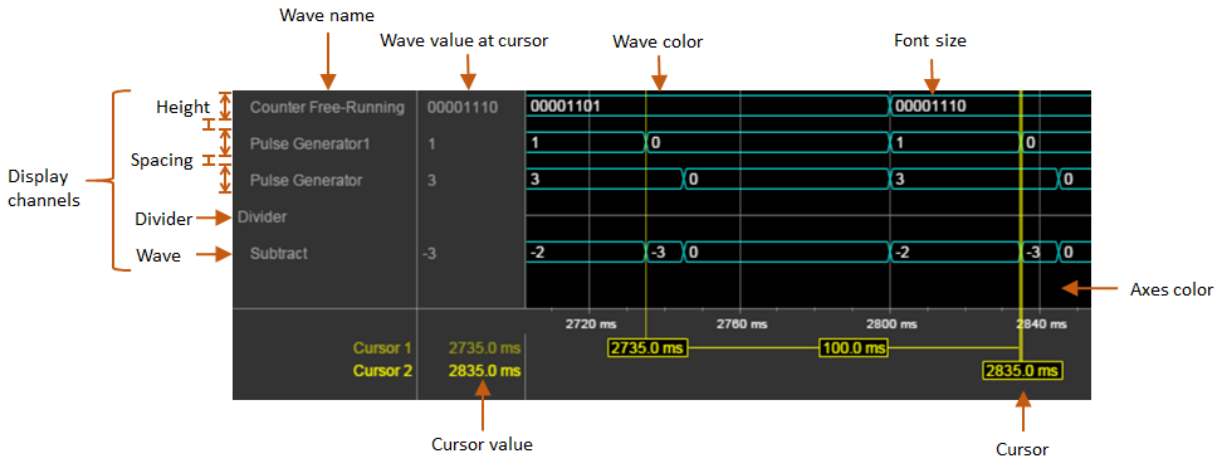 Wave name
Wave value at cursor
Wave color
Font size
Height
Counter Free-Running 00001110 00001101 00001110
Pulse Generator1 1 1 0 1 0
Spacing
Pulse Generator 3 3 0 3 0
Display
channels
Divider
Divider
Wave
Subtract -3 -2 -3 0 -2 -3 0
Axes color
2720 ms 2760 ms 2800 ms 2840 ms
Cursor 1 2735.0 ms 2735.0 ms 100.0 ms
Cursor 2 2835.0 ms 2835.0 ms
Cursor value
Cursor